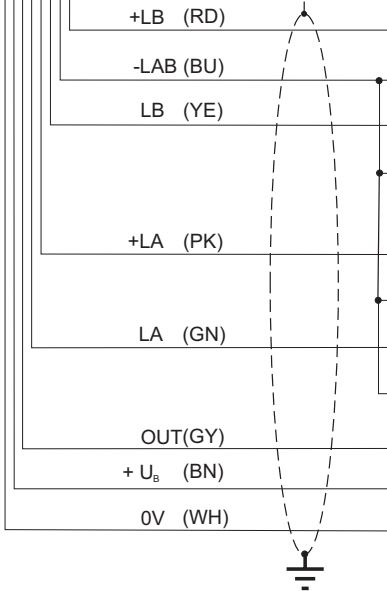 +LB (RD)
-LAB (BU)
LB (YE)
+LA (PK)
LA (GN)
OUT(GY)
+ U_B (BN)
0V (WH)